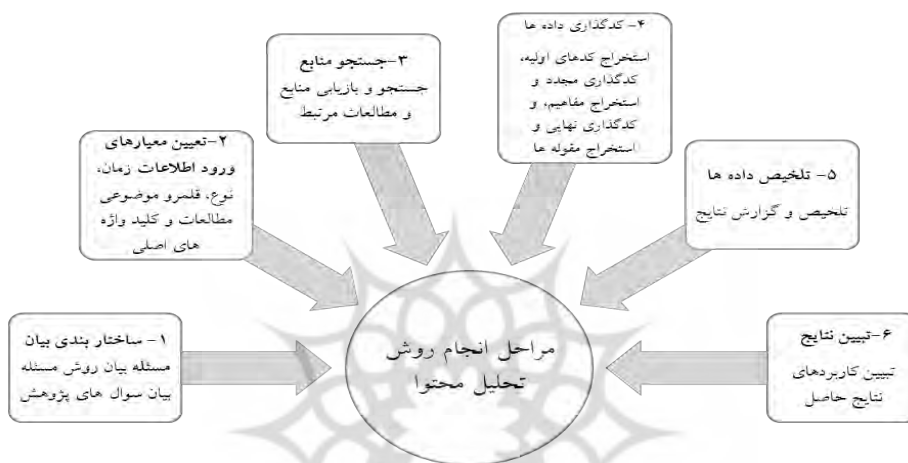 ۱- ساختار بندی بیان
مسئله بیان روش مسئله
بیان سوال های پژوهش
۲-تعیین معیارهای
ورود اطلاعات زمان،
نوع، قلمرو موضوعی
مطالعات و کلید واژه
های اصلی
۳-جستجو منابع
جستجو و بازیابی منابع
و مطالعات مرتبط
۴- کدگذاری داده ها
استخراج کدهای اولیه،
کدگذاری مجدد و
استخراج مفاهیم، و
کدگذاری نهایی و
استخراج مقوله ها
۵- تلخیص داده ها
تلخیص و گزارش نتایج
۶-تبیین نتایج
تبیین کاربردهای
نتایج حاصل
مراحل انجام روش
تحلیل محتوا